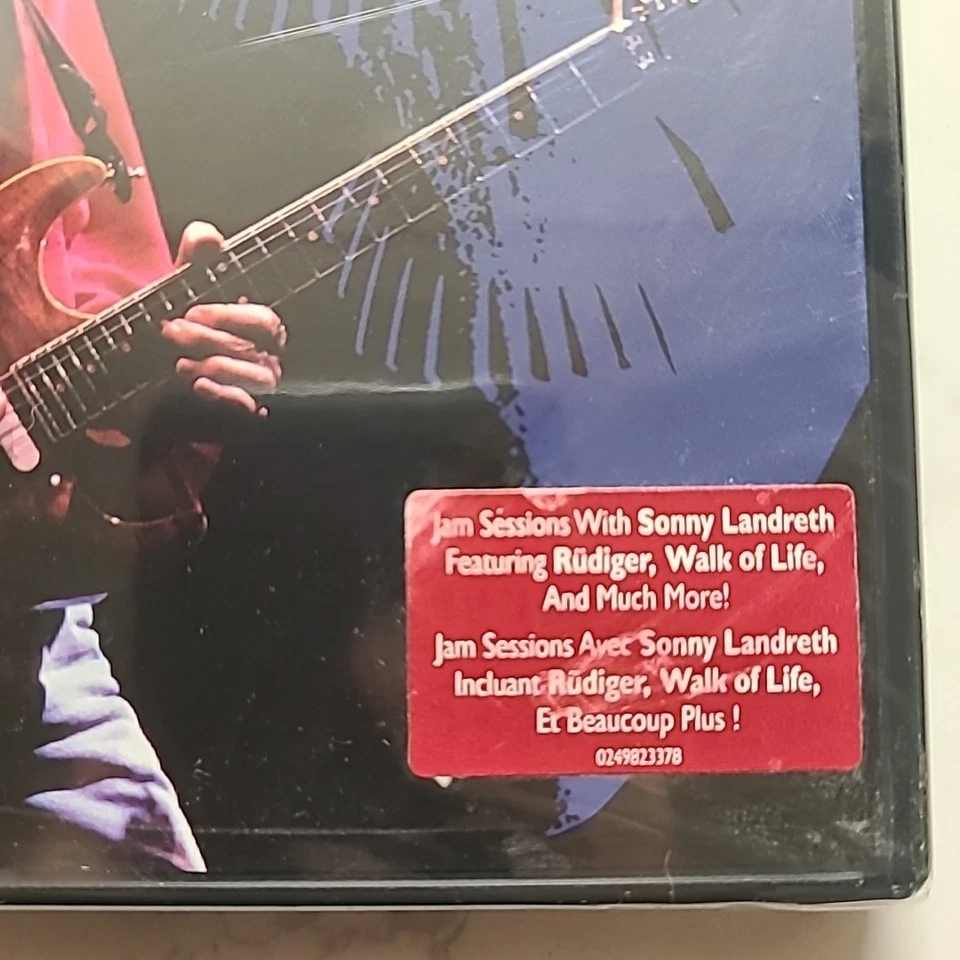 Jam Sessions With Sonny Landreth
Featuring Rüdiger, Walk of Life,
And Much More!
Jam Sessions Avec Sonny Landreth
Incluant Rüdiger, Walk of Life,
Et Beaucoup Plus !
0249823378